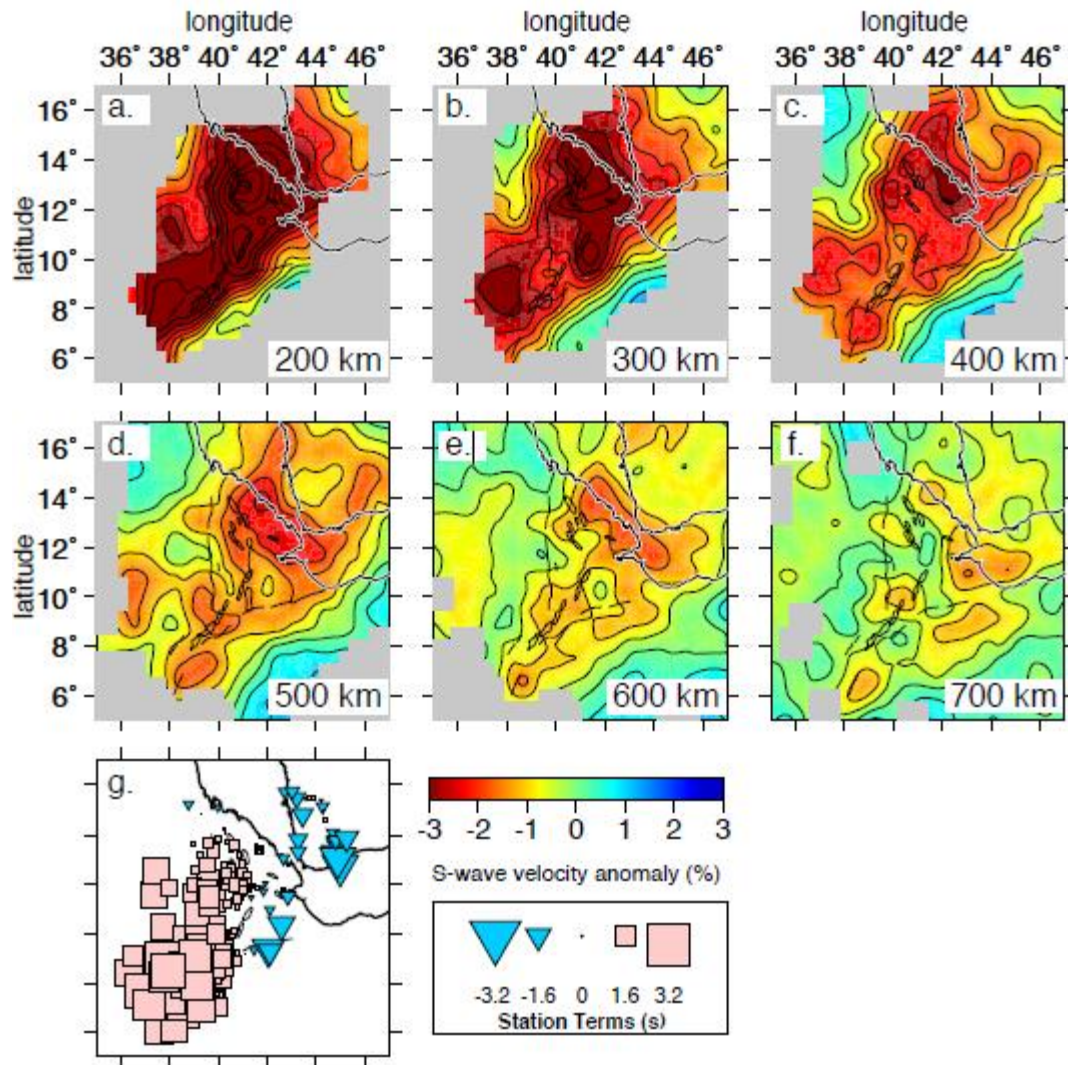 longitude longitude longitude
36° 38° 40° 42° 44° 46° 36° 38° 40° 42° 44° 46° 36° 38° 40° 42° 44° 46°
16° a. b. c.
14°
12°
latitude
10°
8°
6° 200 km 300 km 400 km
16° d. e. f.
14°
12°
latitude
10°
8°
6° 500 km 600 km 700 km
g.
-3 -2 -1 0 1 2 3
S-wave velocity anomaly (%)
-3.2 -1.6 0 1.6 3.2
Station Terms (s)